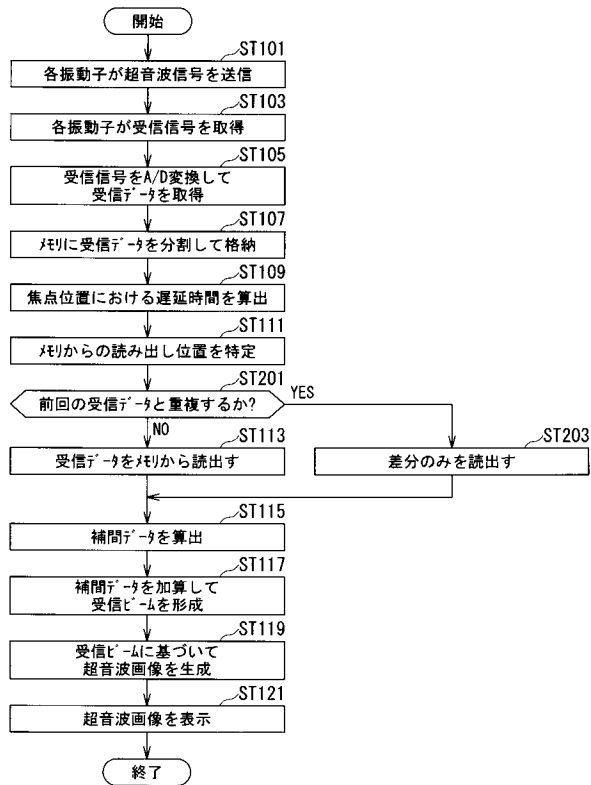 開始
ST101
各振動子が超音波信号を送信
ST103
各振動子が受信信号を取得
ST105
受信信号をA/D変換して
受信ﾃﾞｰﾀを取得
ST107
ﾒﾓﾘに受信ﾃﾞｰﾀを分割して格納
ST109
焦点位置における遅延時間を算出
ST111
ﾒﾓﾘからの読み出し位置を特定
ST201
前回の受信ﾃﾞｰﾀと重複するか?
YES
NO
ST113
受信ﾃﾞｰﾀをﾒﾓﾘから読出す
ST203
差分のみを読出す
ST115
補間ﾃﾞｰﾀを算出
ST117
補間ﾃﾞｰﾀを加算して
受信ﾋﾞｰﾑを形成
ST119
受信ﾋﾞｰﾑに基づいて
超音波画像を生成
ST121
超音波画像を表示
終了